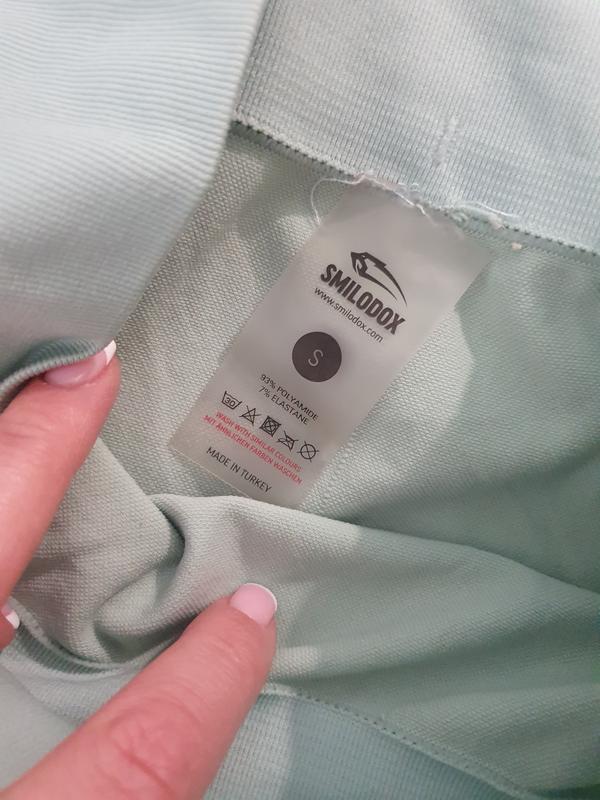 SMILODOX
www.smilodox.com
S
93% POLYAMIDE
7% ELASTANE
30
WASH WITH SIMILAR COLOURS
MIT ÄHNLICHEN FARBEN WASCHEN
MADE IN TURKEY